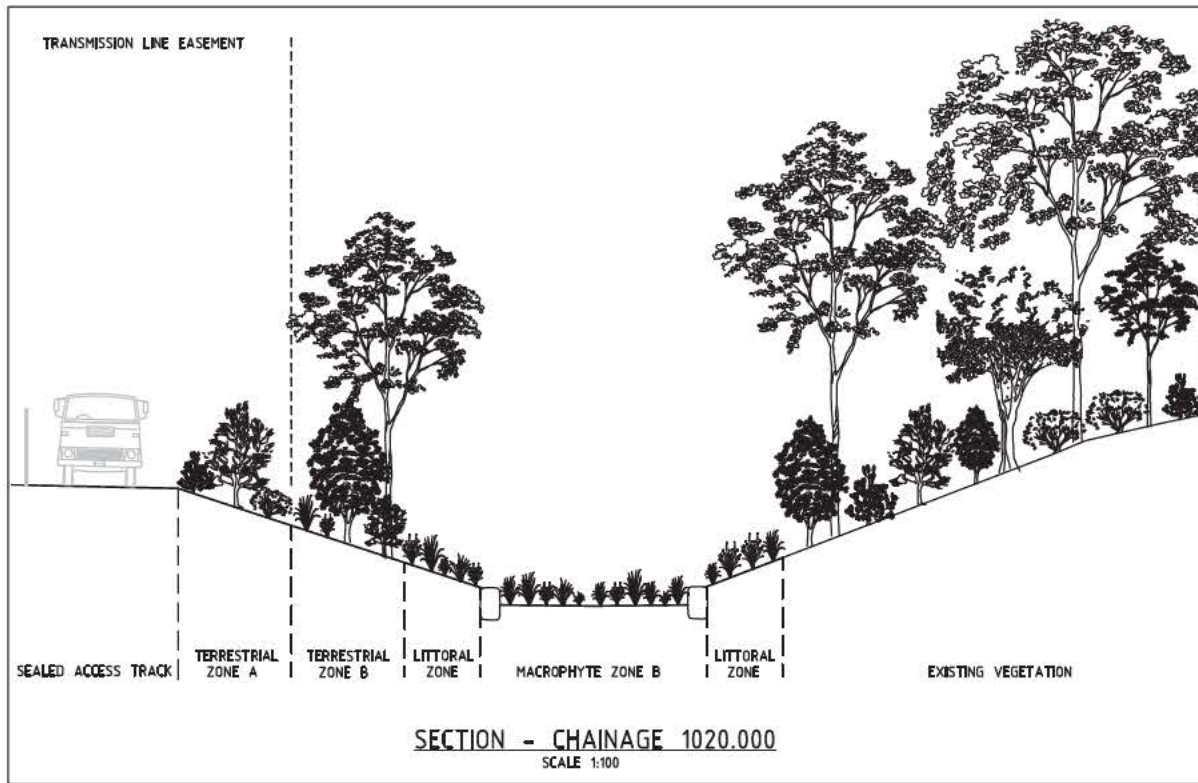 TRANSMISSION LINE EASEMENT
SEALED ACCESS TRACK
TERRESTRIAL
ZONE A
TERRESTRIAL
ZONE B
LITTORAL
ZONE
MACROPHYTE ZONE B
LITTORAL
ZONE
EXISTING VEGETATION
SECTION - CHAINAGE 1020.000
SCALE 1:100